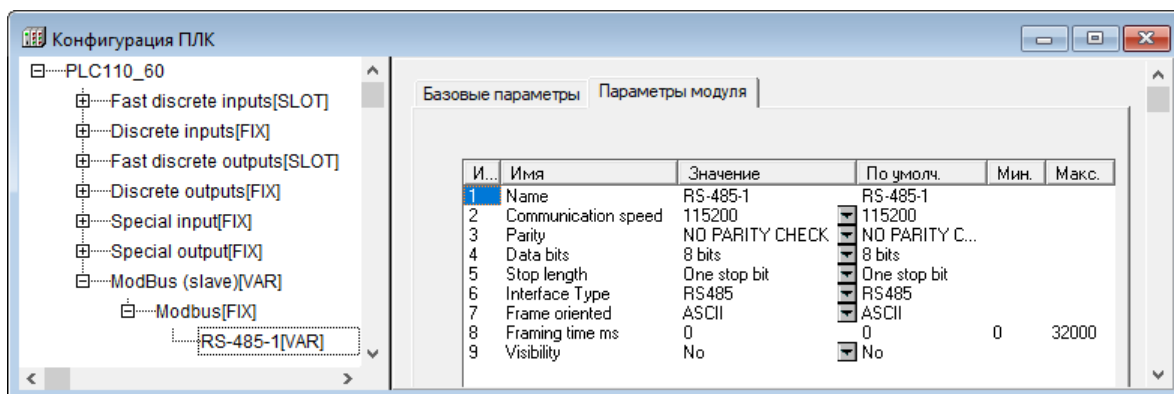 Конфигурация ПЛК
PLC110_60
Fast discrete inputs[SLOT]
Discrete inputs[FIX]
Fast discrete outputs[SLOT]
Discrete outputs[FIX]
Special input[FIX]
Special output[FIX]
ModBus (slave)[VAR]
Modbus[FIX]
RS-485-1[VAR]
Базовые параметры Параметры модуля
И... Имя Значение По умолч. Мин. Макс.
1 Name RS-485-1 RS-485-1
2 Communication speed 115200 115200
3 Parity NO PARITY CHECK NO PARITY C...
4 Data bits 8 bits 8 bits
5 Stop length One stop bit One stop bit
6 Interface Type RS485 RS485
7 Frame oriented ASCII ASCII
8 Framing time ms 0 0 0 32000
9 Visibility No No